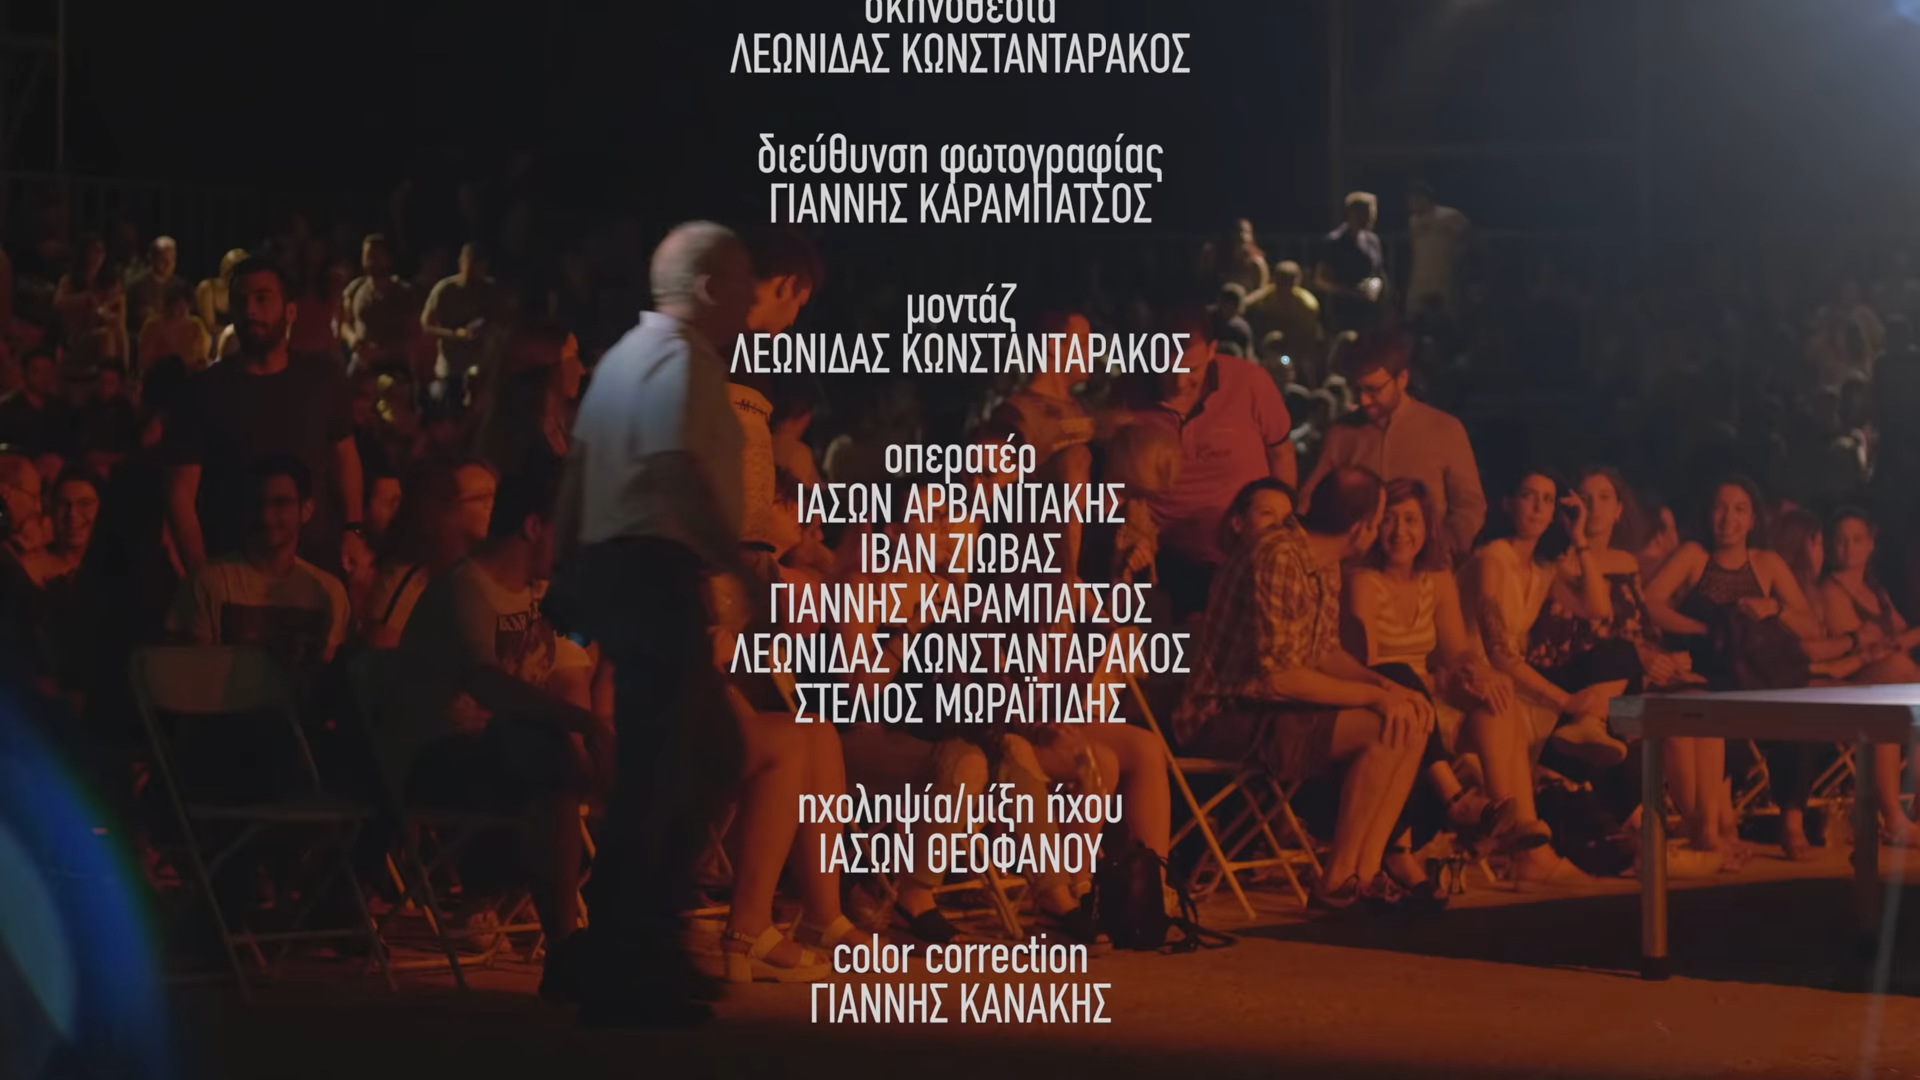 σκηνοθεσία
ΛΕΩΝΙΔΑΣ ΚΩΝΣΤΑΝΤΑΡΑΚΟΣ
διεύθυνση φωτογραφίας
ΓΙΑΝΝΗΣ ΚΑΡΑΜΠΑΤΣΟΣ
μοντάζ
ΛΕΩΝΙΔΑΣ ΚΩΝΣΤΑΝΤΑΡΑΚΟΣ
οπερατέρ
ΙΑΣΩΝ ΑΡΒΑΝΙΤΑΚΗΣ
ΙΒΑΝ ΖΙΩΒΑΣ
ΓΙΑΝΝΗΣ ΚΑΡΑΜΠΑΤΣΟΣ
ΛΕΩΝΙΔΑΣ ΚΩΝΣΤΑΝΤΑΡΑΚΟΣ
ΣΤΕΛΙΟΣ ΜΩΡΑΪΤΙΔΗΣ
ηχοληψία/μίξη ήχου
ΙΑΣΩΝ ΘΕΟΦΑΝΟΥ
color correction
ΓΙΑΝΝΗΣ ΚΑΝΑΚΗΣ